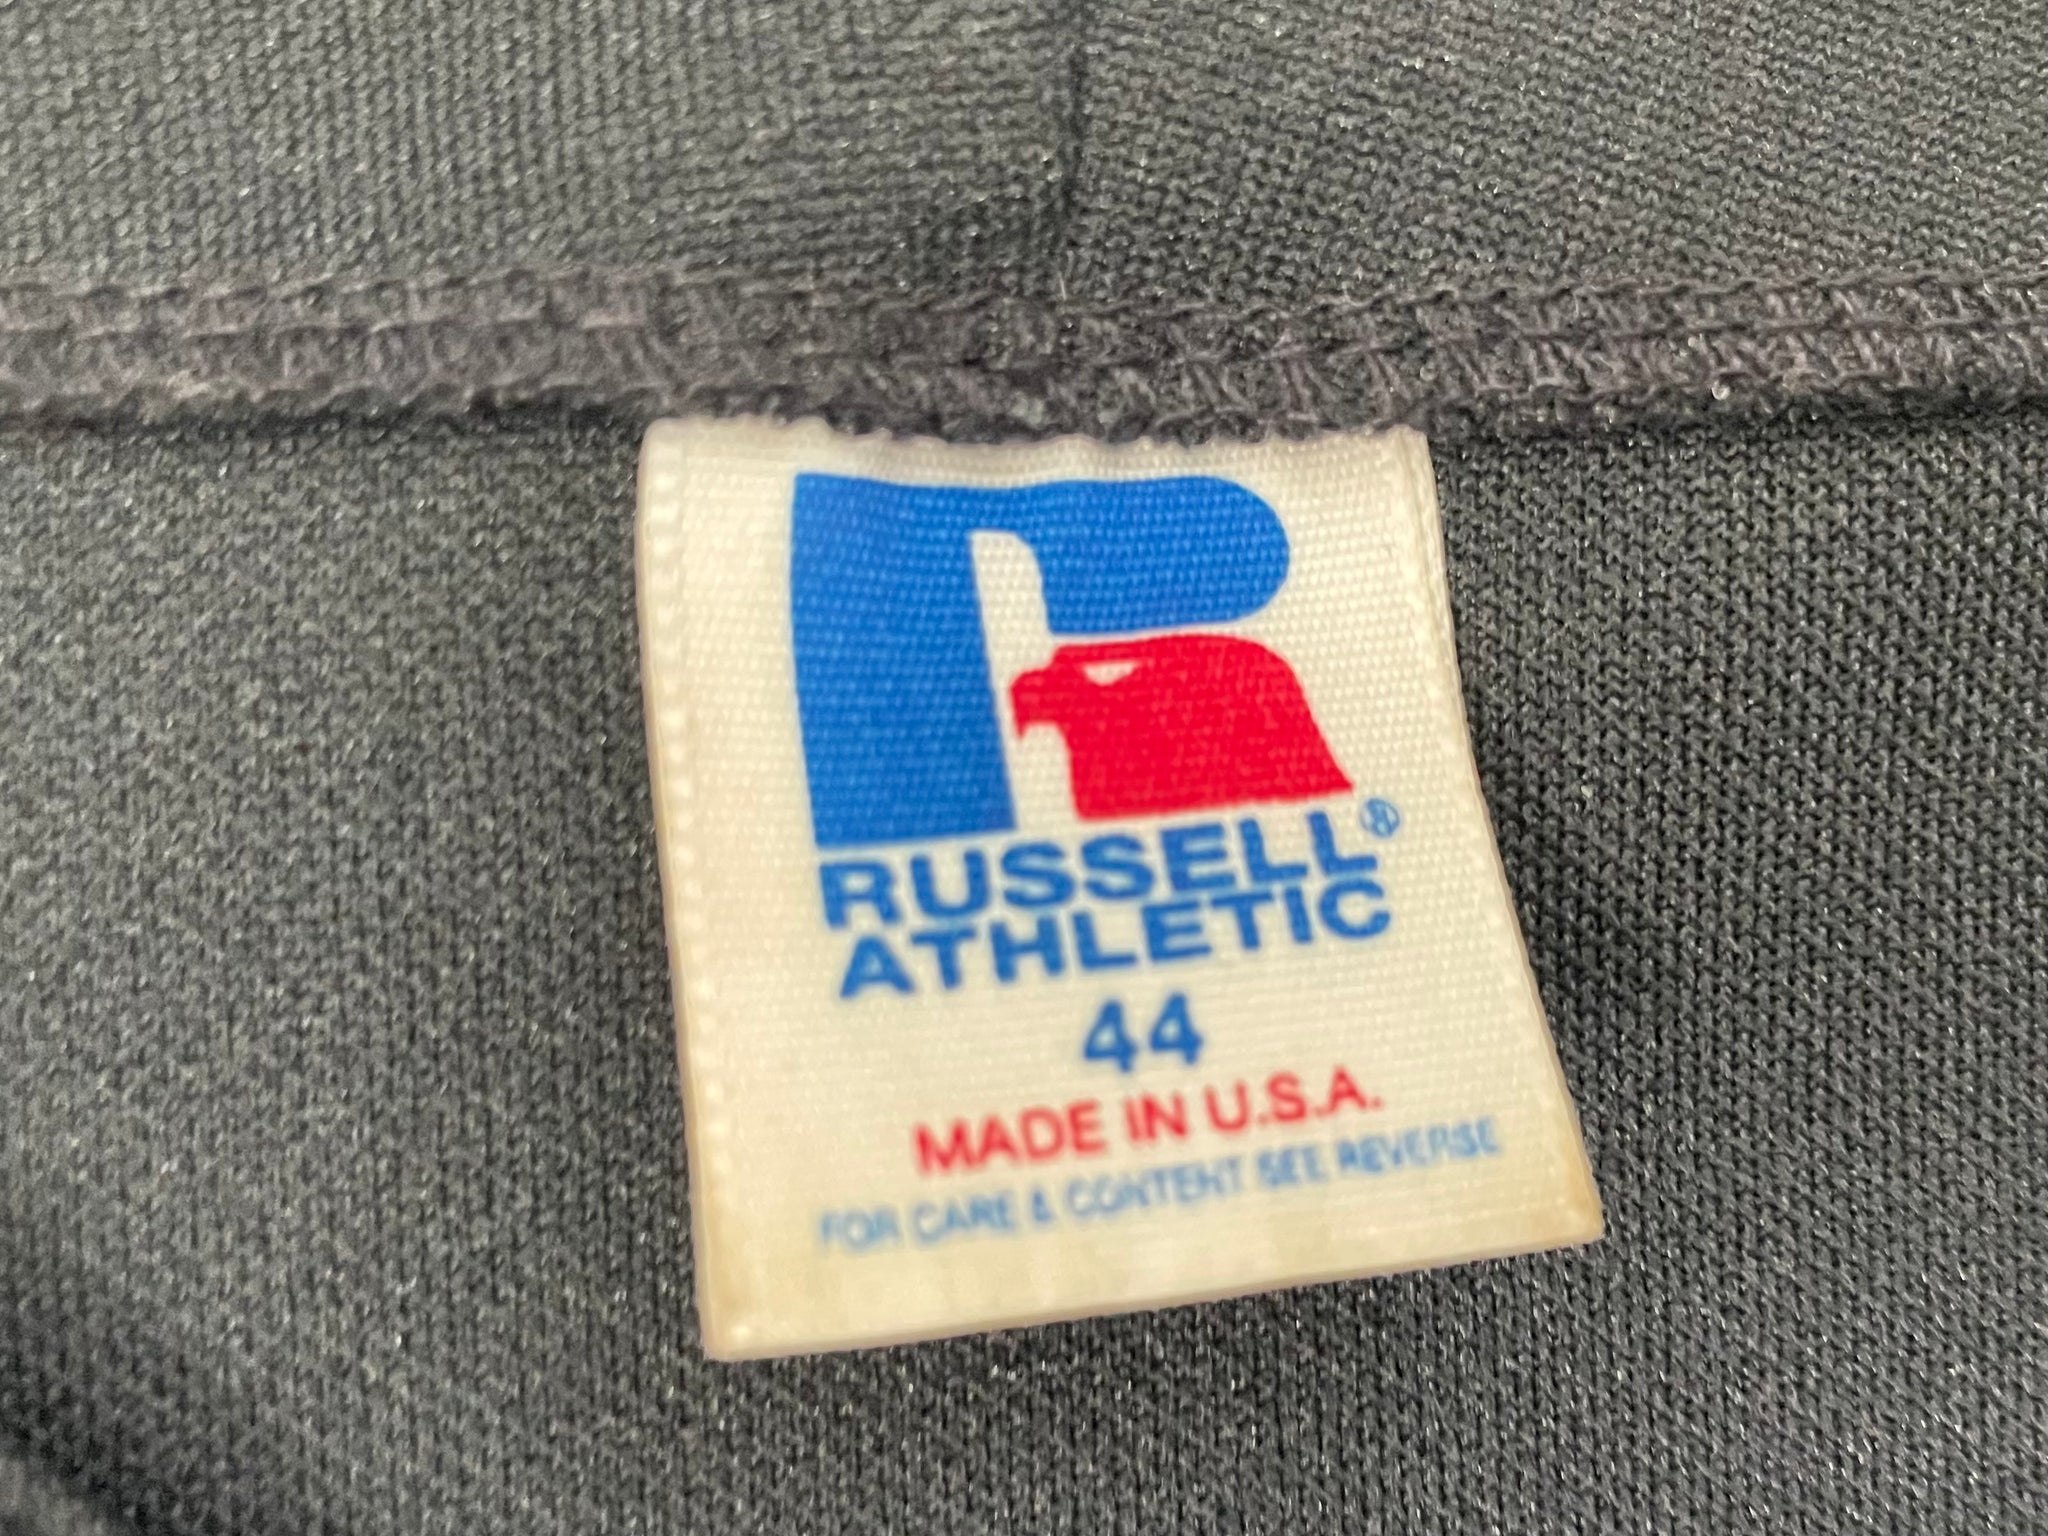 RUSSELL®
ATHLETIC
44
MADE IN U.S.A.
FOR CARE & CONTENT SEE REVERSE